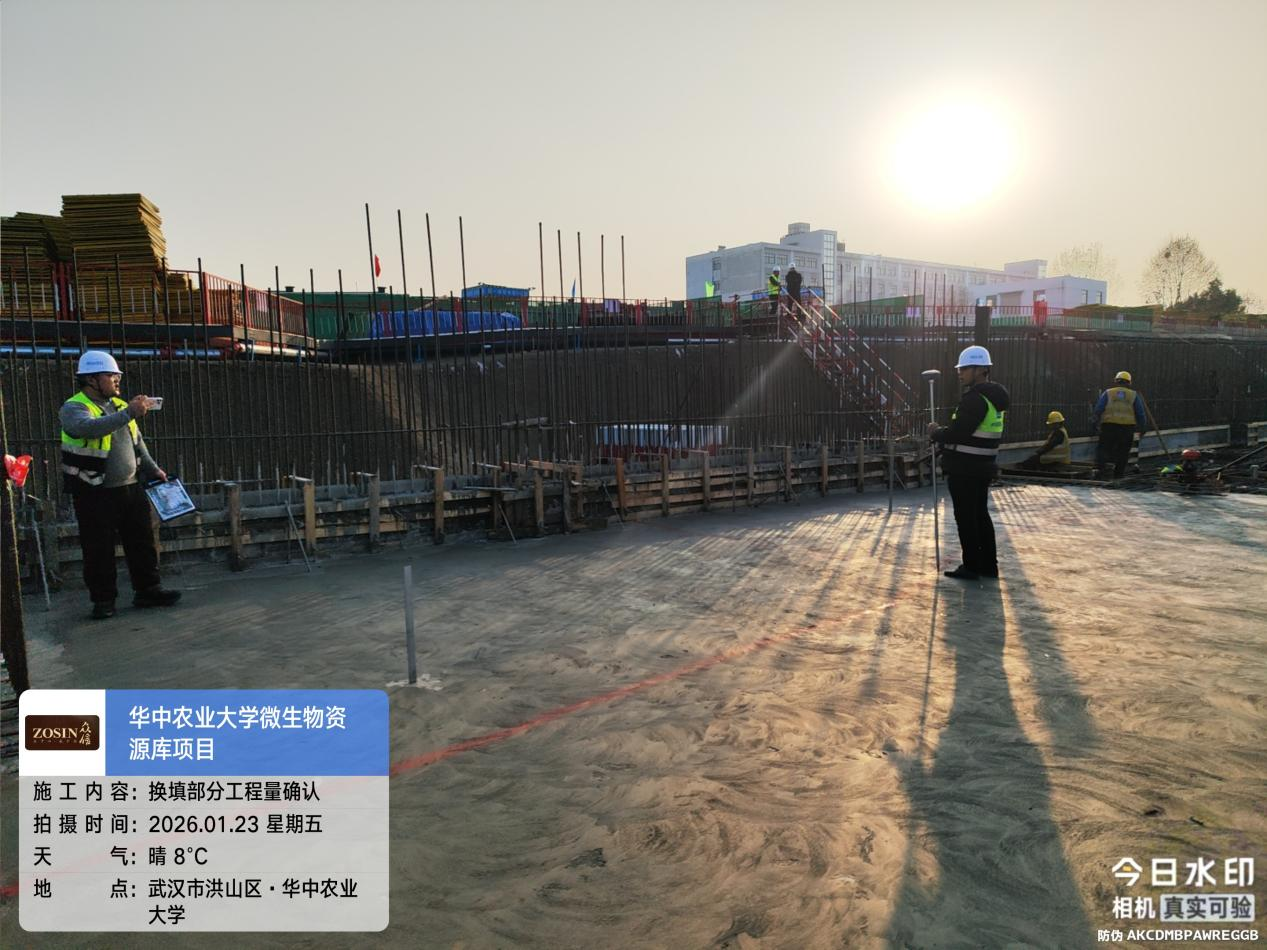 ZOSIN 众信
华中农业大学微生物资
源库项目
施工内容：换填部分工程量确认
拍摄时间：2026.01.23 星期五
天气：晴 8℃
地点：武汉市洪山区·华中农业
大学
今日水印
相机 真实可验
防伪 AKCDMBPAWREGGB